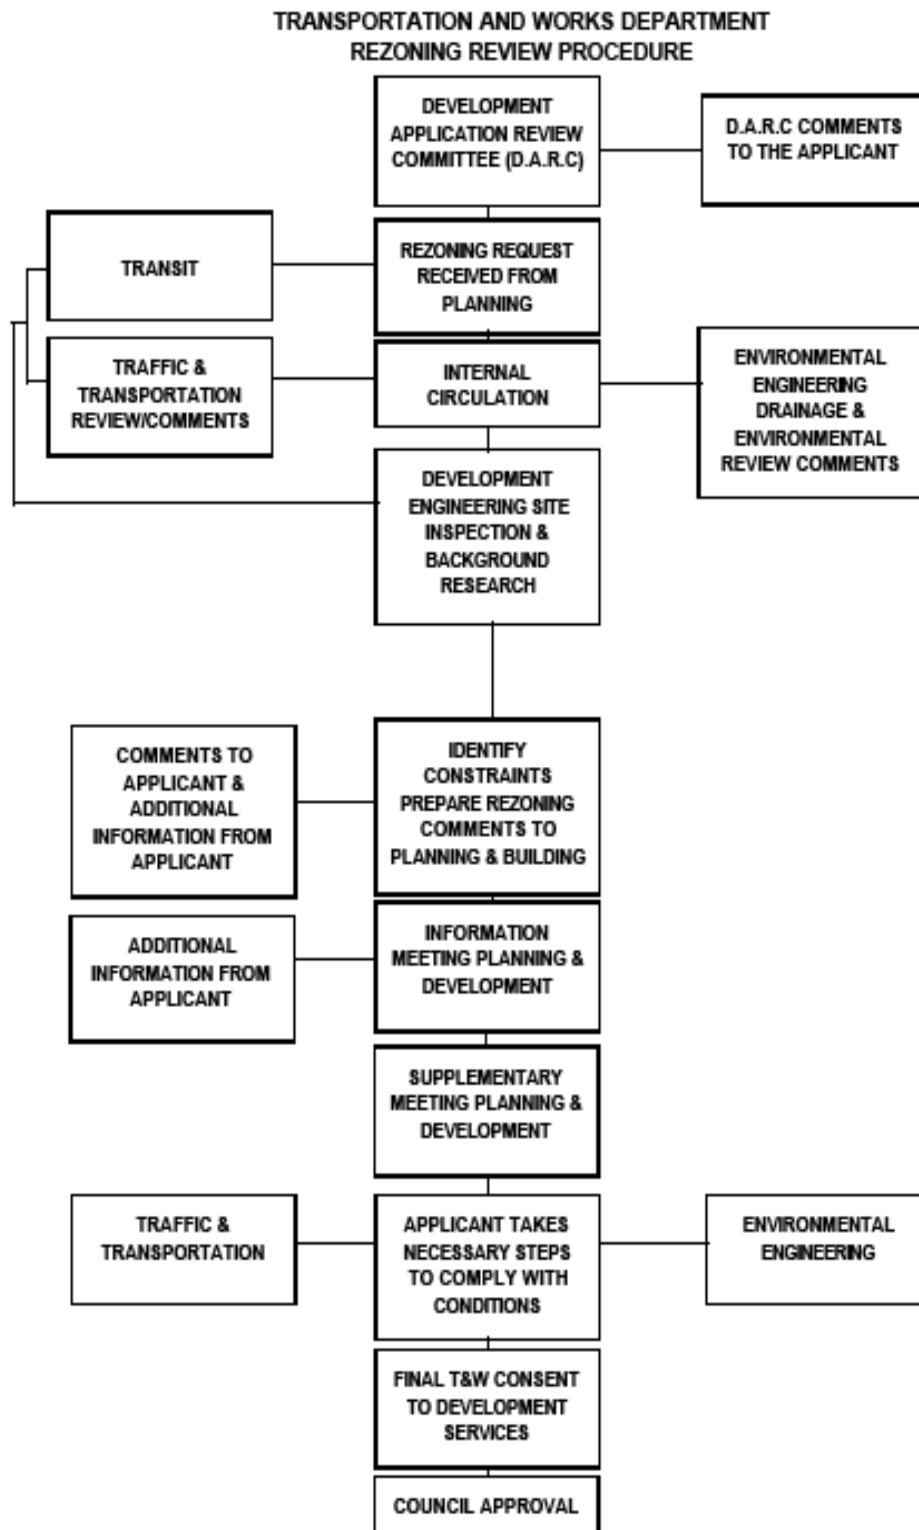 TRANSPORTATION AND WORKS DEPARTMENT
REZONING REVIEW PROCEDURE
DEVELOPMENT
APPLICATION REVIEW
COMMITTEE (D.A.R.C)
D.A.R.C COMMENTS
TO THE APPLICANT
TRANSIT
REZONING REQUEST
RECEIVED FROM
PLANNING
TRAFFIC &
TRANSPORTATION
REVIEW/COMMENTS
INTERNAL
CIRCULATION
ENVIRONMENTAL
ENGINEERING
DRAINAGE &
ENVIRONMENTAL
REVIEW COMMENTS
DEVELOPMENT
ENGINEERING SITE
INSPECTION &
BACKGROUND
RESEARCH
COMMENTS TO
APPLICANT &
ADDITIONAL
INFORMATION FROM
APPLICANT
IDENTIFY
CONSTRAINTS
PREPARE REZONING
COMMENTS TO
PLANNING & BUILDING
ADDITIONAL
INFORMATION FROM
APPLICANT
INFORMATION
MEETING PLANNING &
DEVELOPMENT
SUPPLEMENTARY
MEETING PLANNING &
DEVELOPMENT
TRAFFIC &
TRANSPORTATION
APPLICANT TAKES
NECESSARY STEPS
TO COMPLY WITH
CONDITIONS
ENVIRONMENTAL
ENGINEERING
FINAL T&W CONSENT
TO DEVELOPMENT
SERVICES
COUNCIL APPROVAL